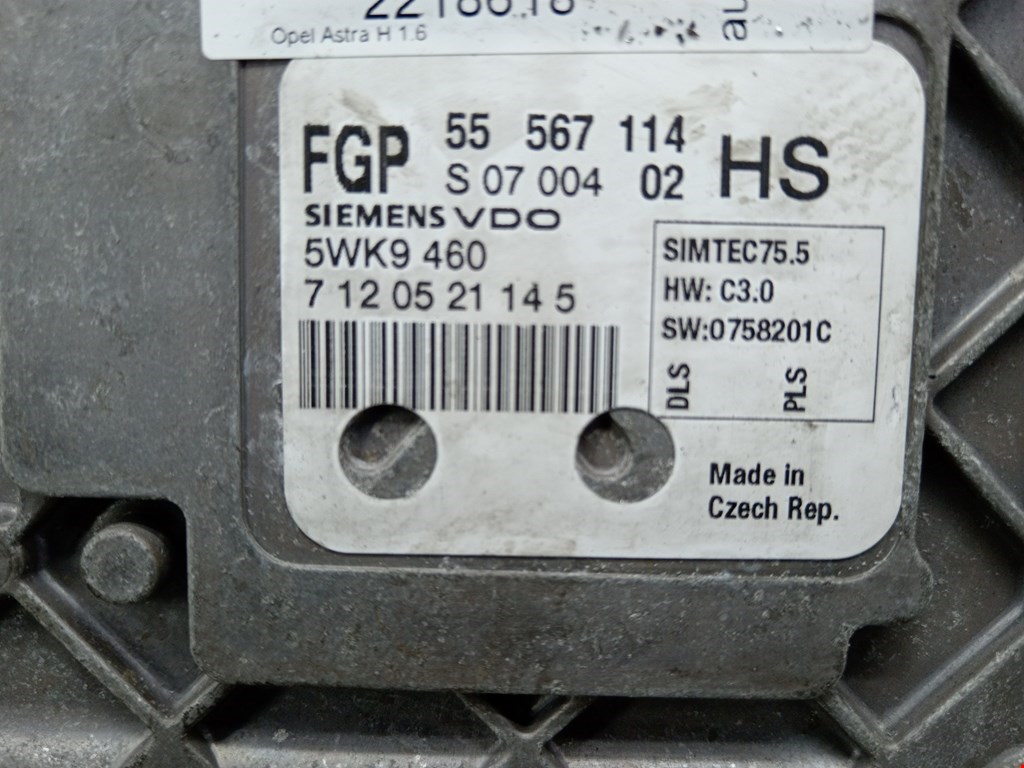 Opel Astra H 1.6
FGP 55 567 114 HS
S 07 004 02
SIEMENS VDO
5WK9 460
7 12 05 21 14 5
SIMTEC75.5
HW: C3.0
SW:0758201C
DLS PLS
Made in
Czech Rep.